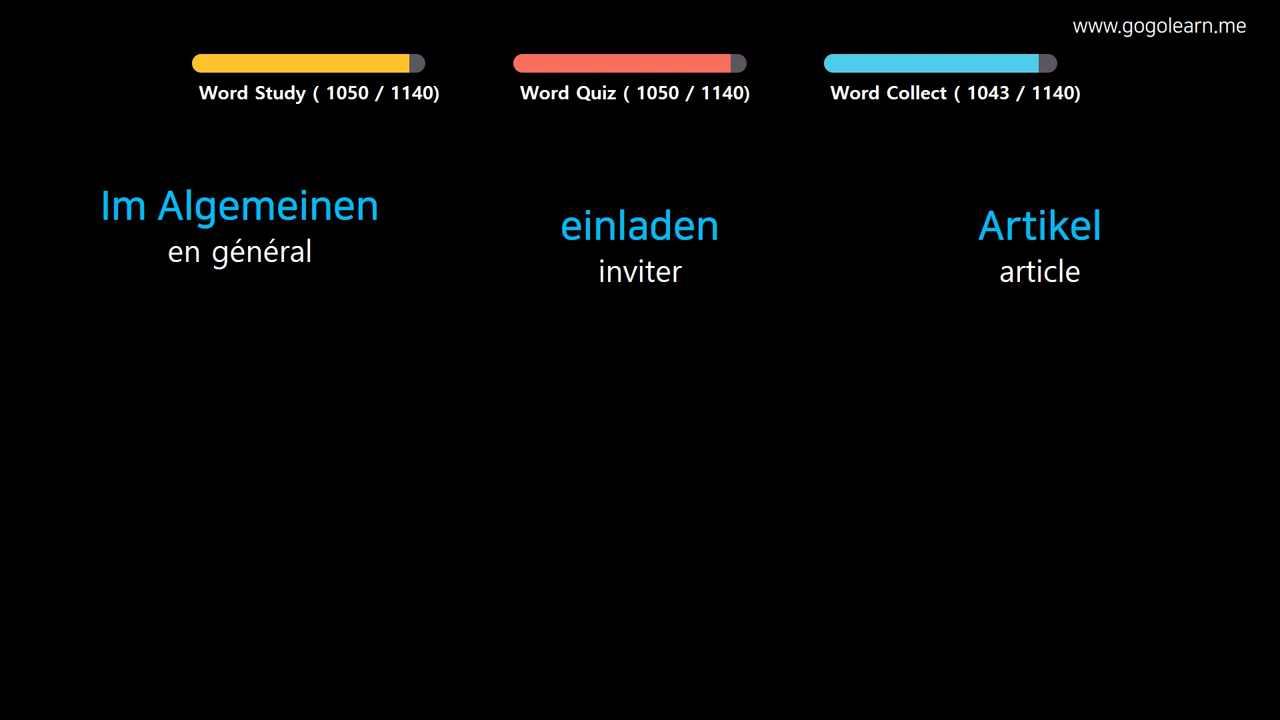 www.gogolearn.me
Word Study ( 1050 / 1140)
Word Quiz ( 1050 / 1140)
Word Collect ( 1043 / 1140)
Im Algemeinen
en général
einladen
inviter
Artikel
article